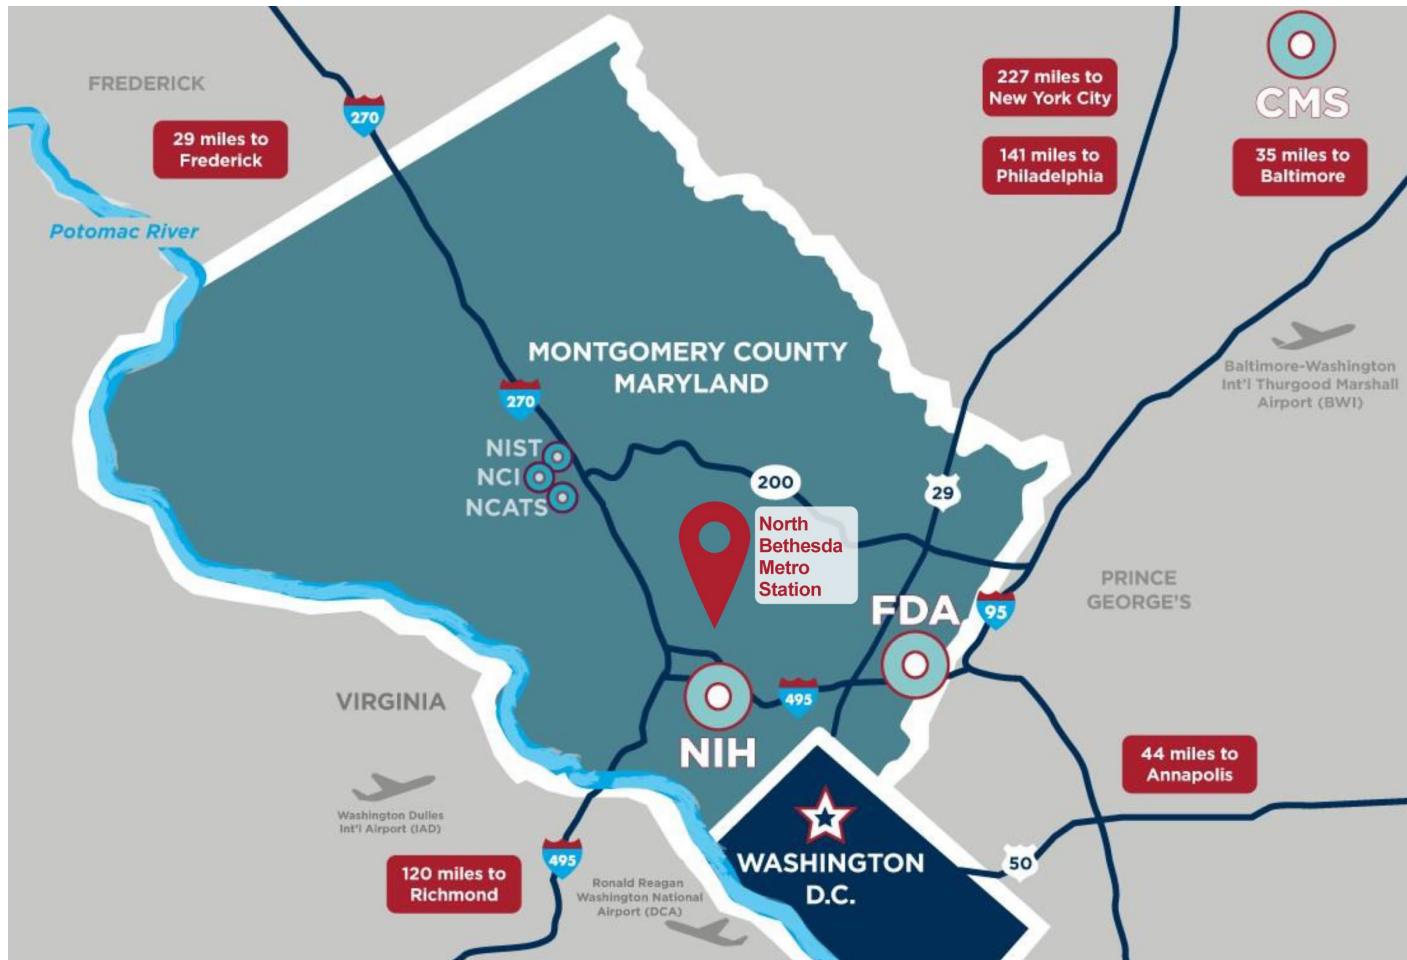 FREDERICK
270
29 miles to
Frederick
227 miles to
New York City
141 miles to
Philadelphia
CMS
35 miles to
Baltimore
Potomac River
MONTGOMERY COUNTY
MARYLAND
Baltimore-Washington
Int'l Thurgood Marshall
Airport (BWI)
270
NIST
NCI
NCATS
200
29
North
Bethesda
Metro
Station
PRINCE
GEORGE'S
FDA
95
VIRGINIA
495
NIH
44 miles to
Annapolis
Washington Dulles
Int'l Airport (IAD)
495
120 miles to
Richmond
WASHINGTON
D.C.
50
Ronald Reagan
Washington National
Airport (DCA)